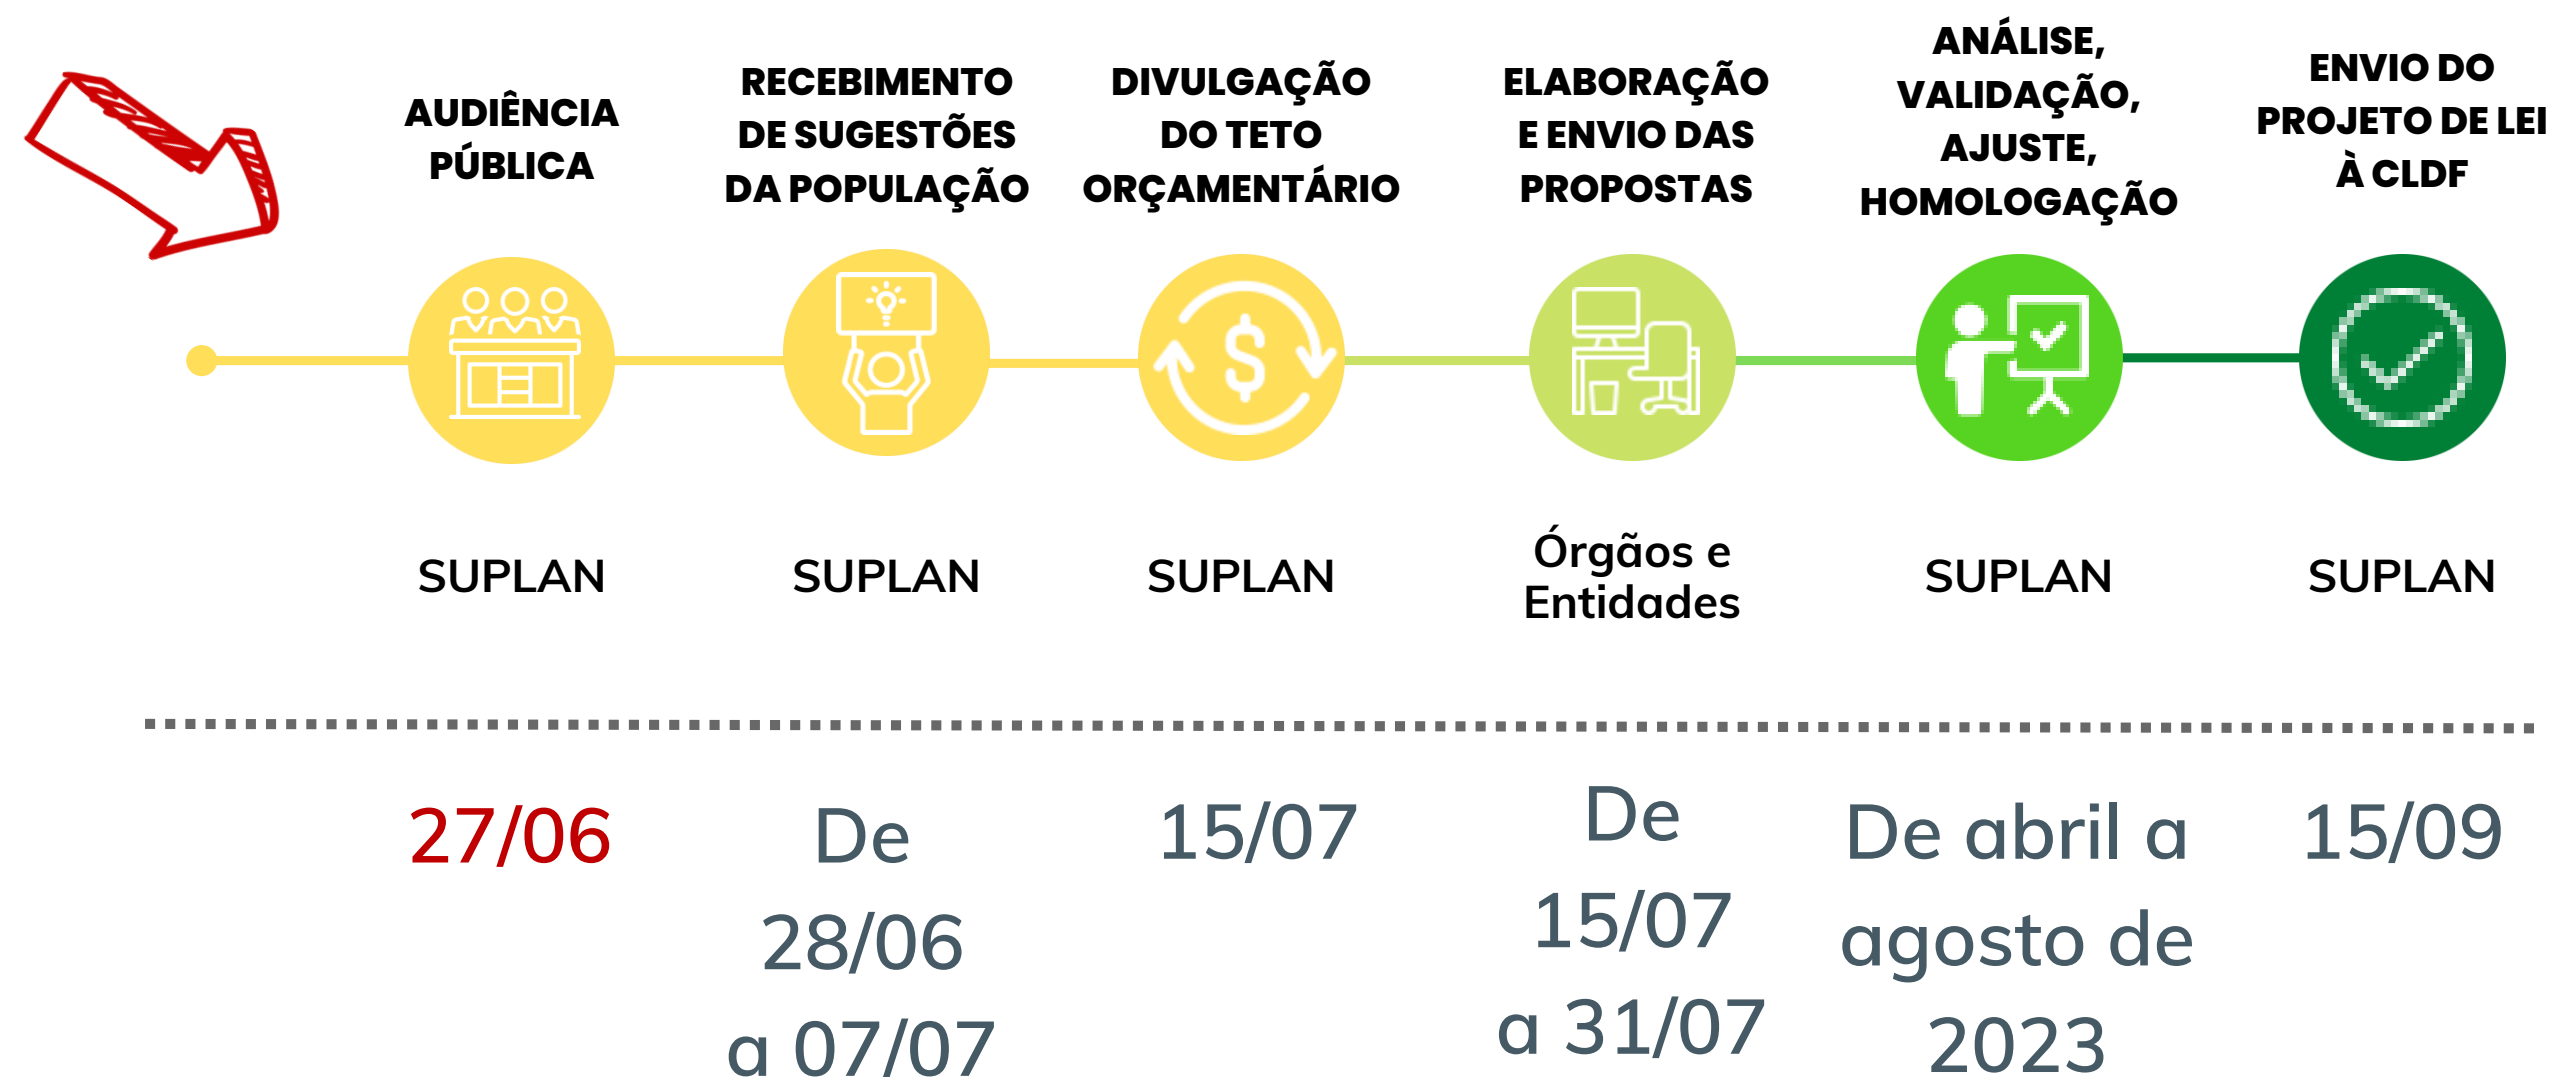 AUDIÊNCIA
PÚBLICA
RECEBIMENTO
DE SUGESTÕES
DA POPULAÇÃO
DIVULGAÇÃO
DO TETO
ORÇAMENTÁRIO
ELABORAÇÃO
E ENVIO DAS
PROPOSTAS
ANÁLISE,
VALIDAÇÃO,
AJUSTE,
HOMOLOGAÇÃO
ENVIO DO
PROJETO DE LEI
À CLDF
$
SUPLAN
SUPLAN
SUPLAN
Órgãos e
Entidades
SUPLAN
SUPLAN
27/06
De
28/06
a 07/07
15/07
De
15/07
a 31/07
De abril a
agosto de
2023
15/09